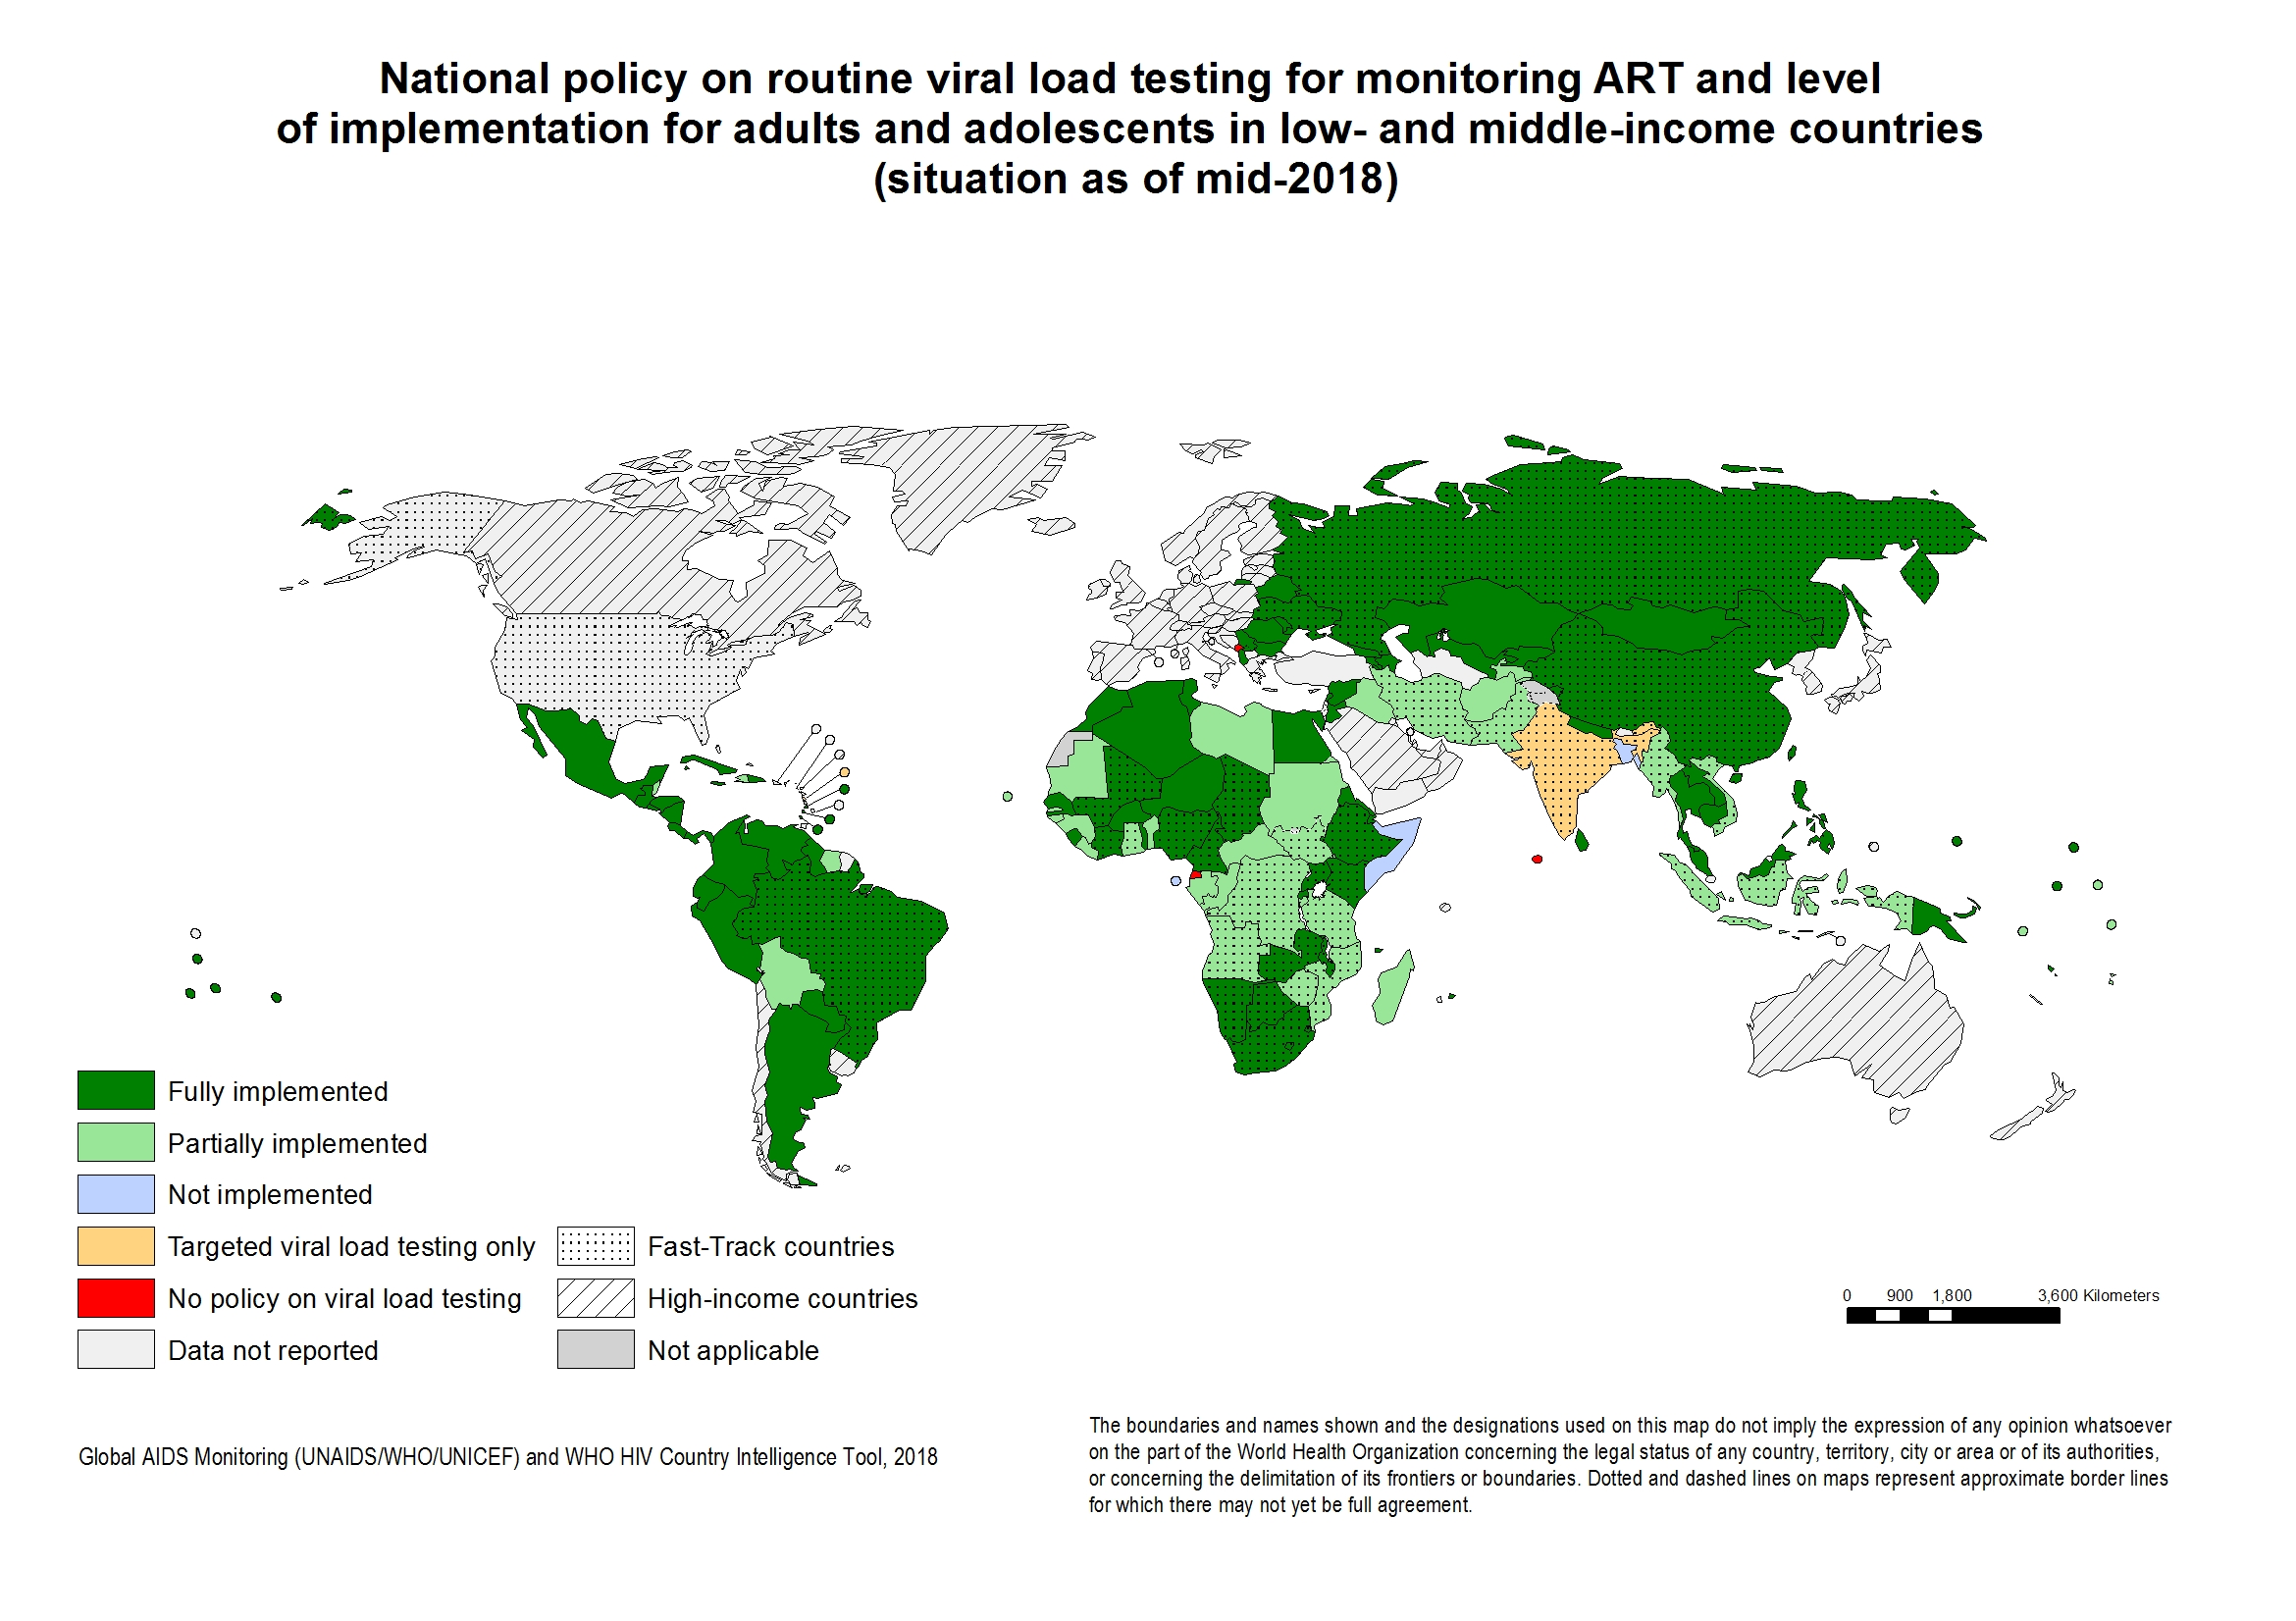 National policy on routine viral load testing for monitoring ART and level
of implementation for adults and adolescents in low- and middle-income countries
(situation as of mid-2018)
Fully implemented
Partially implemented
Not implemented
Targeted viral load testing only
No policy on viral load testing
Data not reported
Fast-Track countries
High-income countries
Not applicable
0 900 1,800 3,600 Kilometers
Global AIDS Monitoring (UNAIDS/WHO/UNICEF) and WHO HIV Country Intelligence Tool, 2018
The boundaries and names shown and the designations used on this map do not imply the expression of any opinion whatsoever
on the part of the World Health Organization concerning the legal status of any country, territory, city or area or of its authorities,
or concerning the delimitation of its frontiers or boundaries. Dotted and dashed lines on maps represent approximate border lines
for which there may not yet be full agreement.